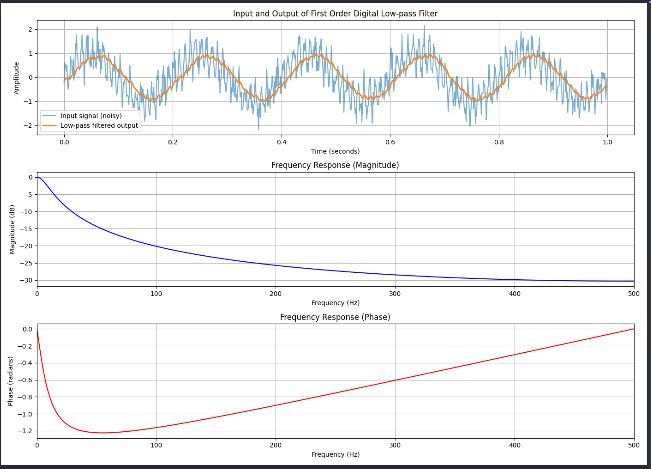 Input and Output of First Order Digital Low-pass Filter
2
1
0
−1
−2
Amplitude
Input signal (noisy)
Low-pass filtered output
0.0 0.2 0.4 0.6 0.8 1.0
Time (seconds)
Frequency Response (Magnitude)
0
−5
−10
−15
−20
−25
−30
Magnitude (dB)
0 100 200 300 400 500
Frequency (Hz)
Frequency Response (Phase)
0.0
−0.2
−0.4
−0.6
−0.8
−1.0
−1.2
Phase (radians)
0 100 200 300 400 500
Frequency (Hz)